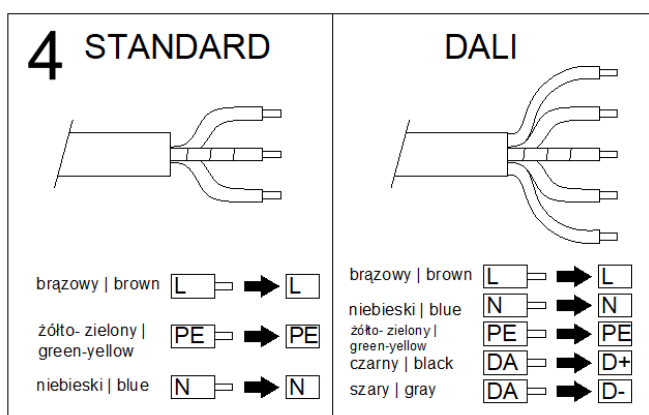 4 STANDARD
brązowy | brown L L
żółto- zielony |
green-yellow PE PE
niebieski | blue N N
DALI
brązowy | brown L L
niebieski | blue N N
żółto- zielony |
green-yellow PE PE
czarny | black DA D+
szary | gray DA D-